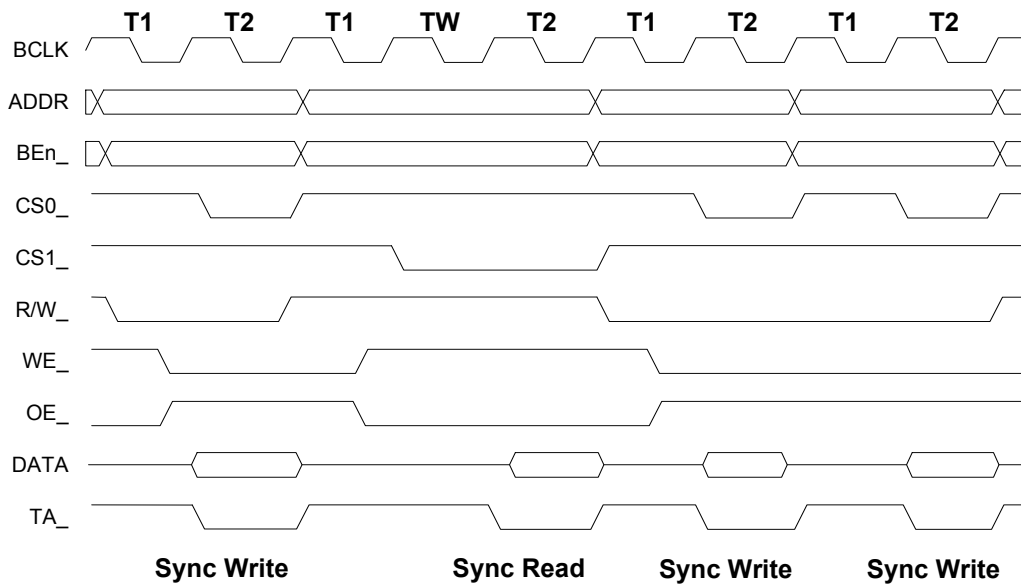 T1 T2 T1 TW T2 T1 T2 T1 T2
BCLK
ADDR
BEn_
CS0_
CS1_
R/W_
WE_
OE_
DATA
TA_
Sync Write Sync Read Sync Write Sync Write